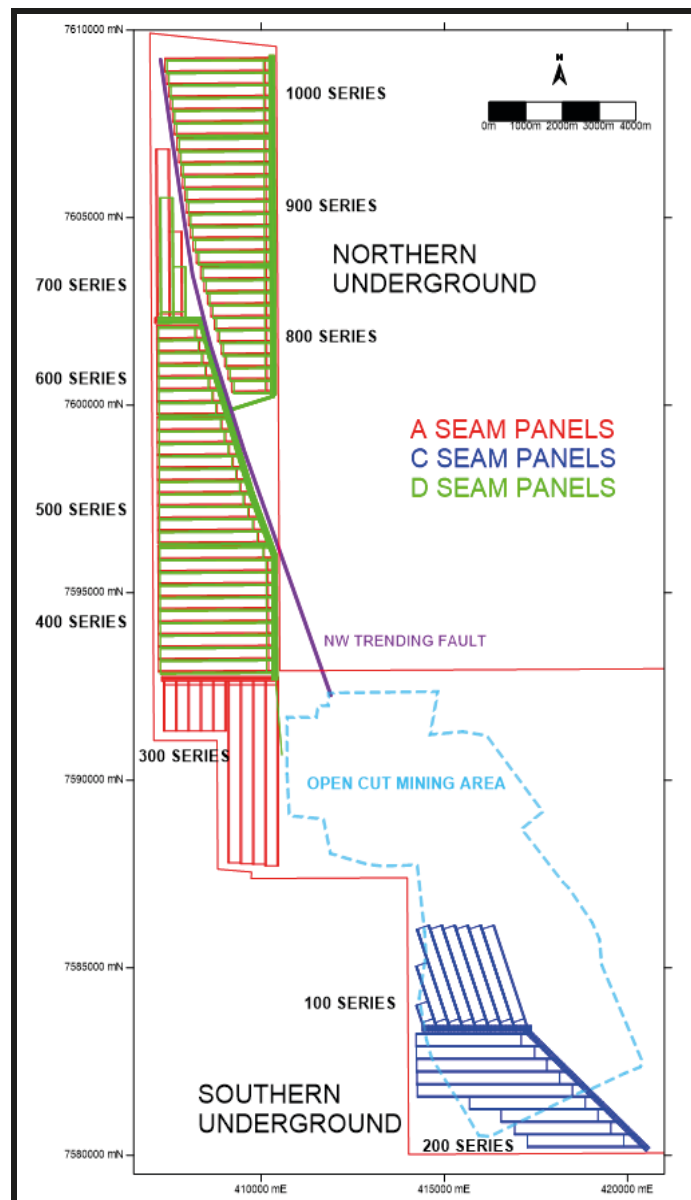 7610000 mN
N
1000 SERIES
0m 1000m 2000m 3000m 4000m
900 SERIES
7605000 mN
NORTHERN
UNDERGROUND
700 SERIES
800 SERIES
600 SERIES
7600000 mN
A SEAM PANELS
C SEAM PANELS
D SEAM PANELS
500 SERIES
7595000 mN
400 SERIES
NW TRENDING FAULT
300 SERIES
7590000 mN
OPEN CUT MINING AREA
7585000 mN
100 SERIES
SOUTHERN
UNDERGROUND
200 SERIES
7580000 mN
410000 mE
415000 mE
420000 mE